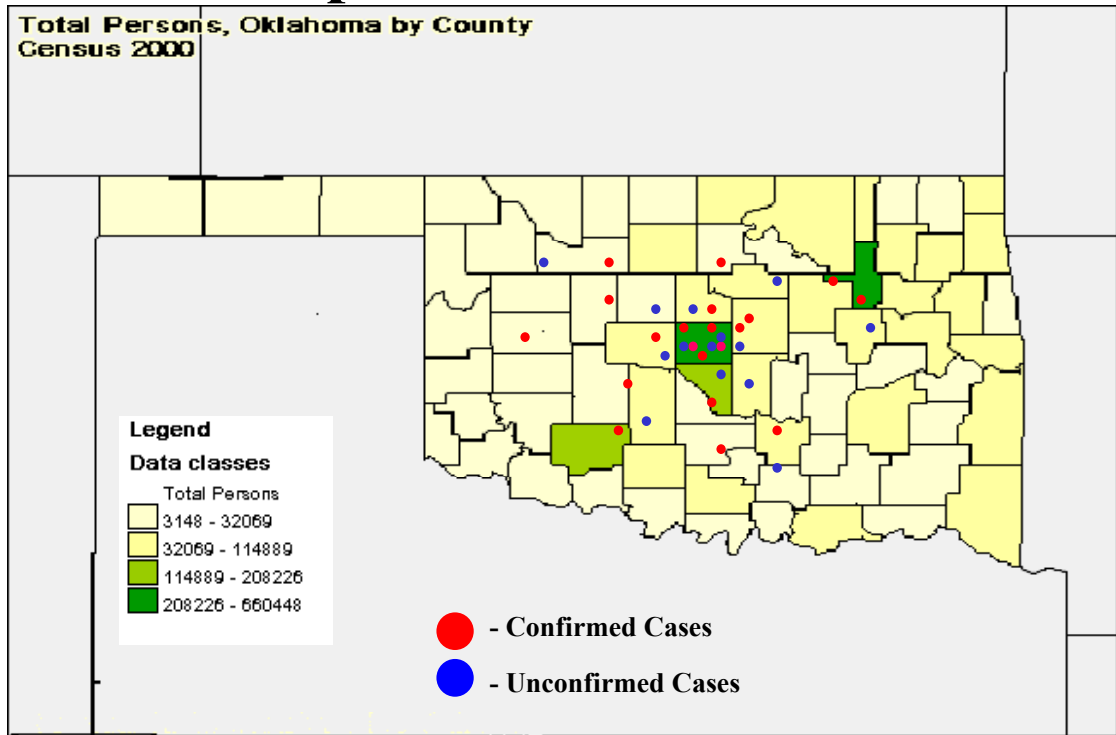 Total Persons, Oklahoma by County
Census 2000
Legend
Data classes
Total Persons
3148 - 32069
32069 - 114889
114889 - 208226
208226 - 660448
- Confirmed Cases
- Unconfirmed Cases